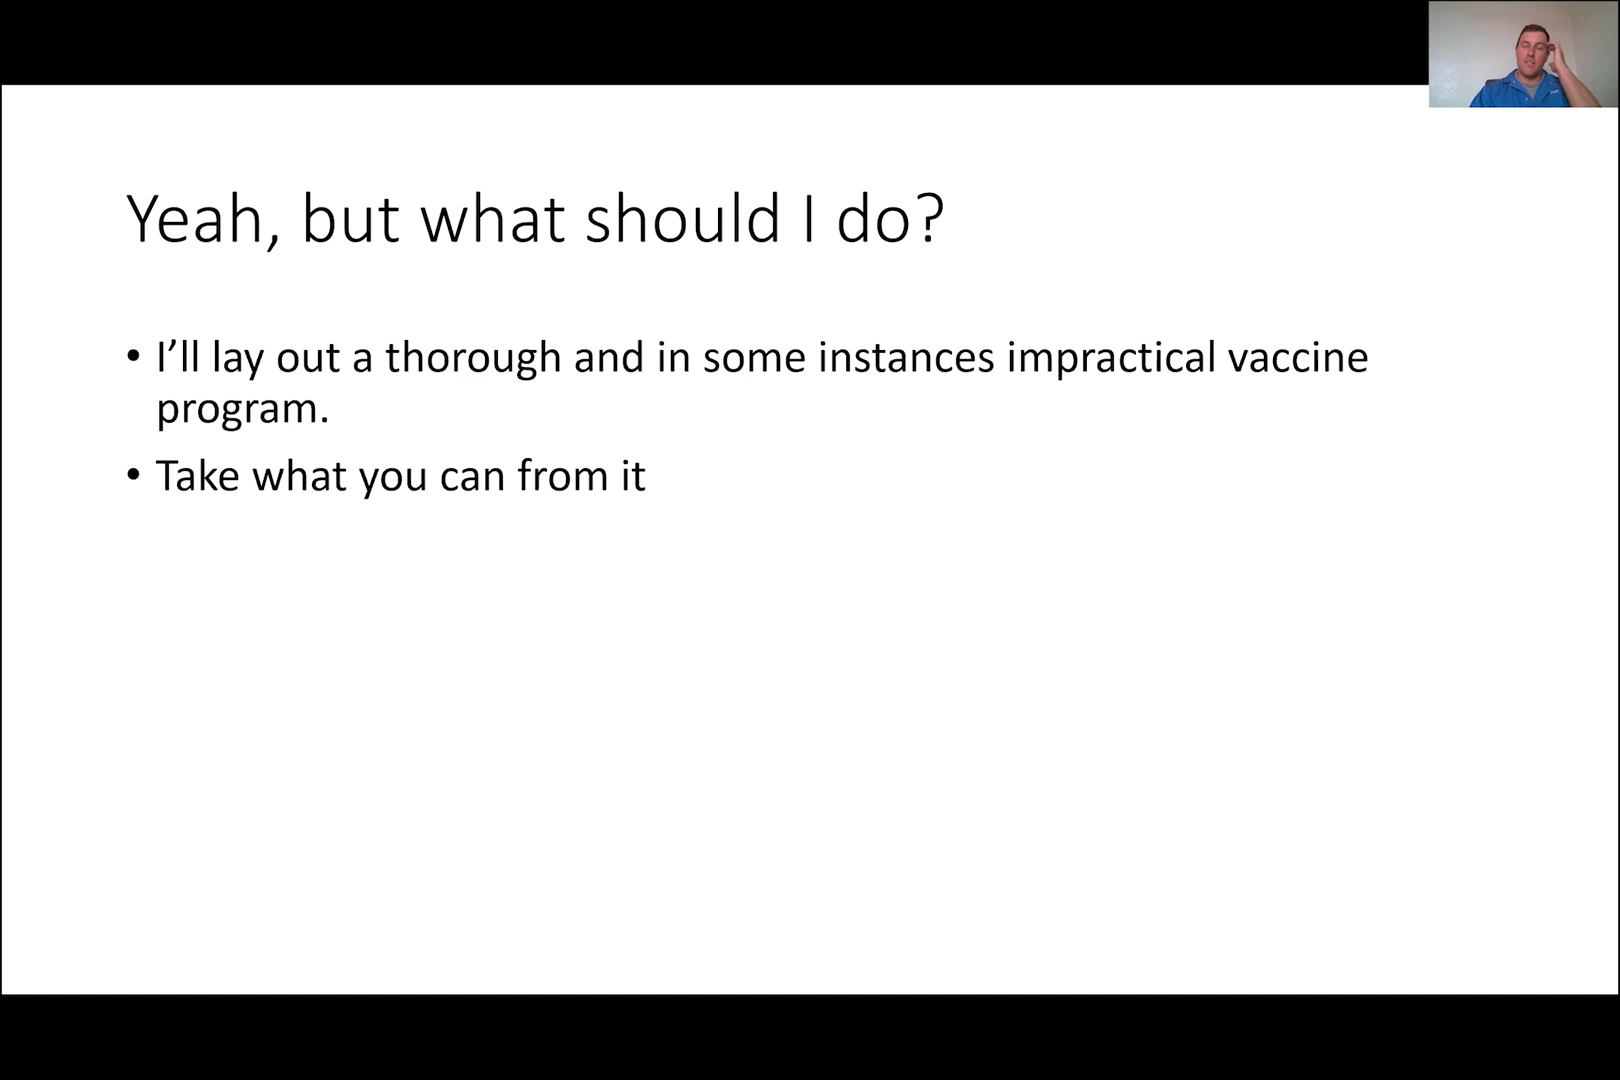 Yeah, but what should I do?
• I’ll lay out a thorough and in some instances impractical vaccine
program.
• Take what you can from it